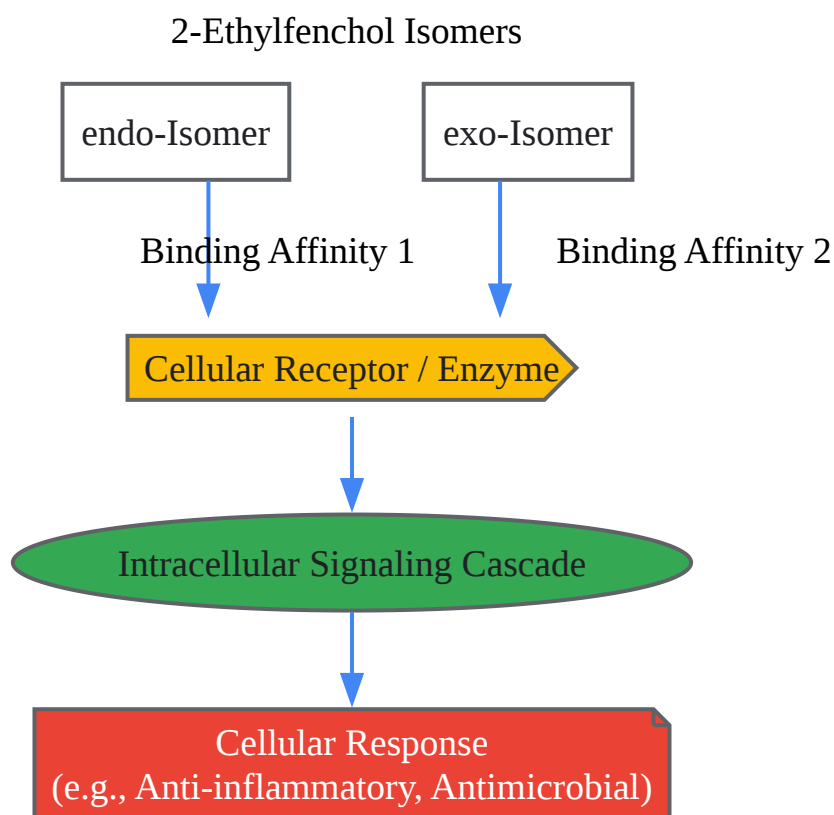 2-Ethylfenchol Isomers
endo-Isomer
exo-Isomer
Binding Affinity 1
Binding Affinity 2
Cellular Receptor / Enzyme
Intracellular Signaling Cascade
Cellular Response
(e.g., Anti-inflammatory, Antimicrobial)